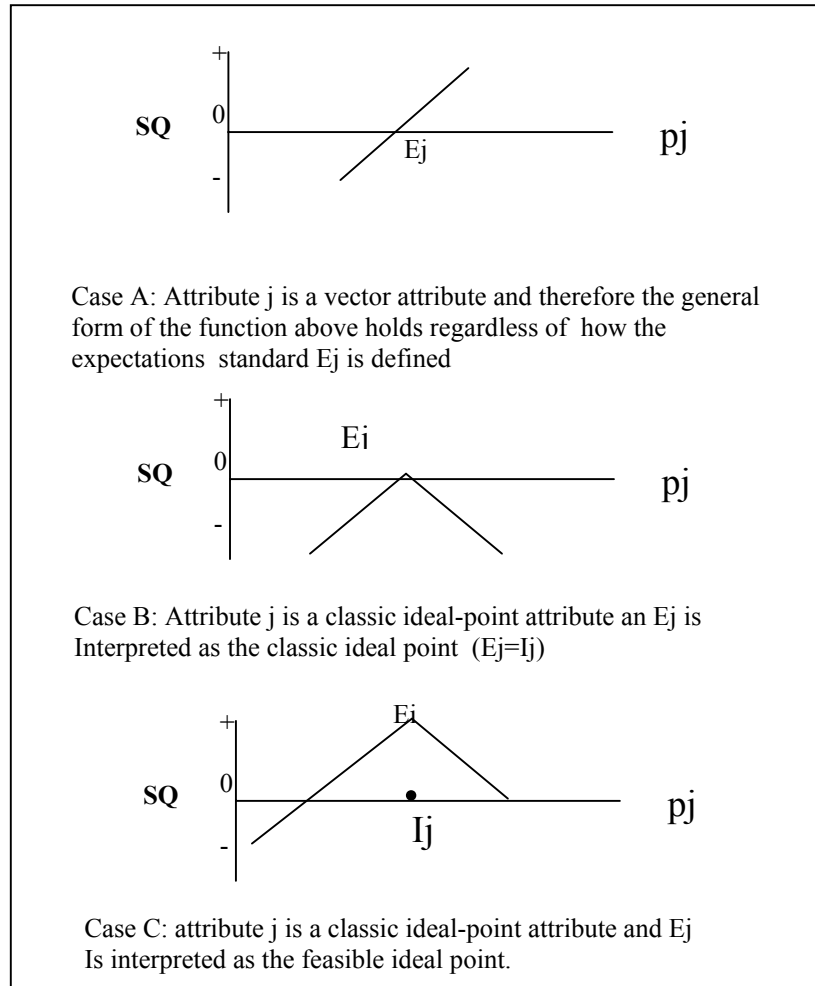 +
0
SQ
Ej
pj
-
Case A: Attribute j is a vector attribute and therefore the general
form of the function above holds regardless of how the
expectations standard Ej is defined
+
Ej
0
SQ
pj
-
Case B: Attribute j is a classic ideal-point attribute an Ej is
Interpreted as the classic ideal point (Ej=Ij)
+
Ej
0
SQ
pj
Ij
-
Case C: attribute j is a classic ideal-point attribute and Ej
Is interpreted as the feasible ideal point.